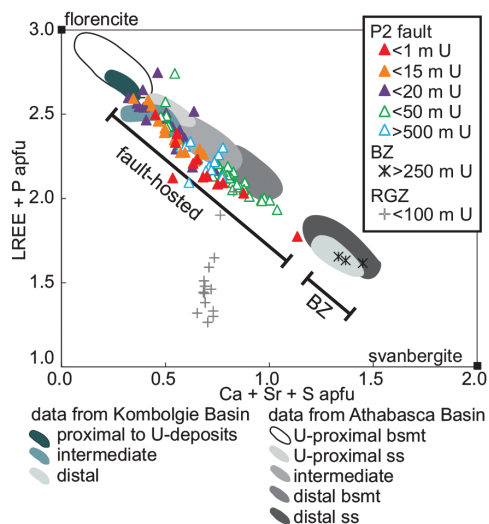 florencite
3.0
2.5
2.0
1.5
1.0
LREE + P apfu
0.0
0.5
1.0
1.5
2.0
Ca + Sr + S apfu
svanbergite
fault-hosted
BZ
P2 fault
<1 m U
<15 m U
<20 m U
<50 m U
>500 m U
BZ
>250 m U
RGZ
<100 m U
data from Kombolgie Basin
proximal to U-deposits
intermediate
distal
data from Athabasca Basin
U-proximal bsmt
U-proximal ss
intermediate
distal bsmt
distal ss